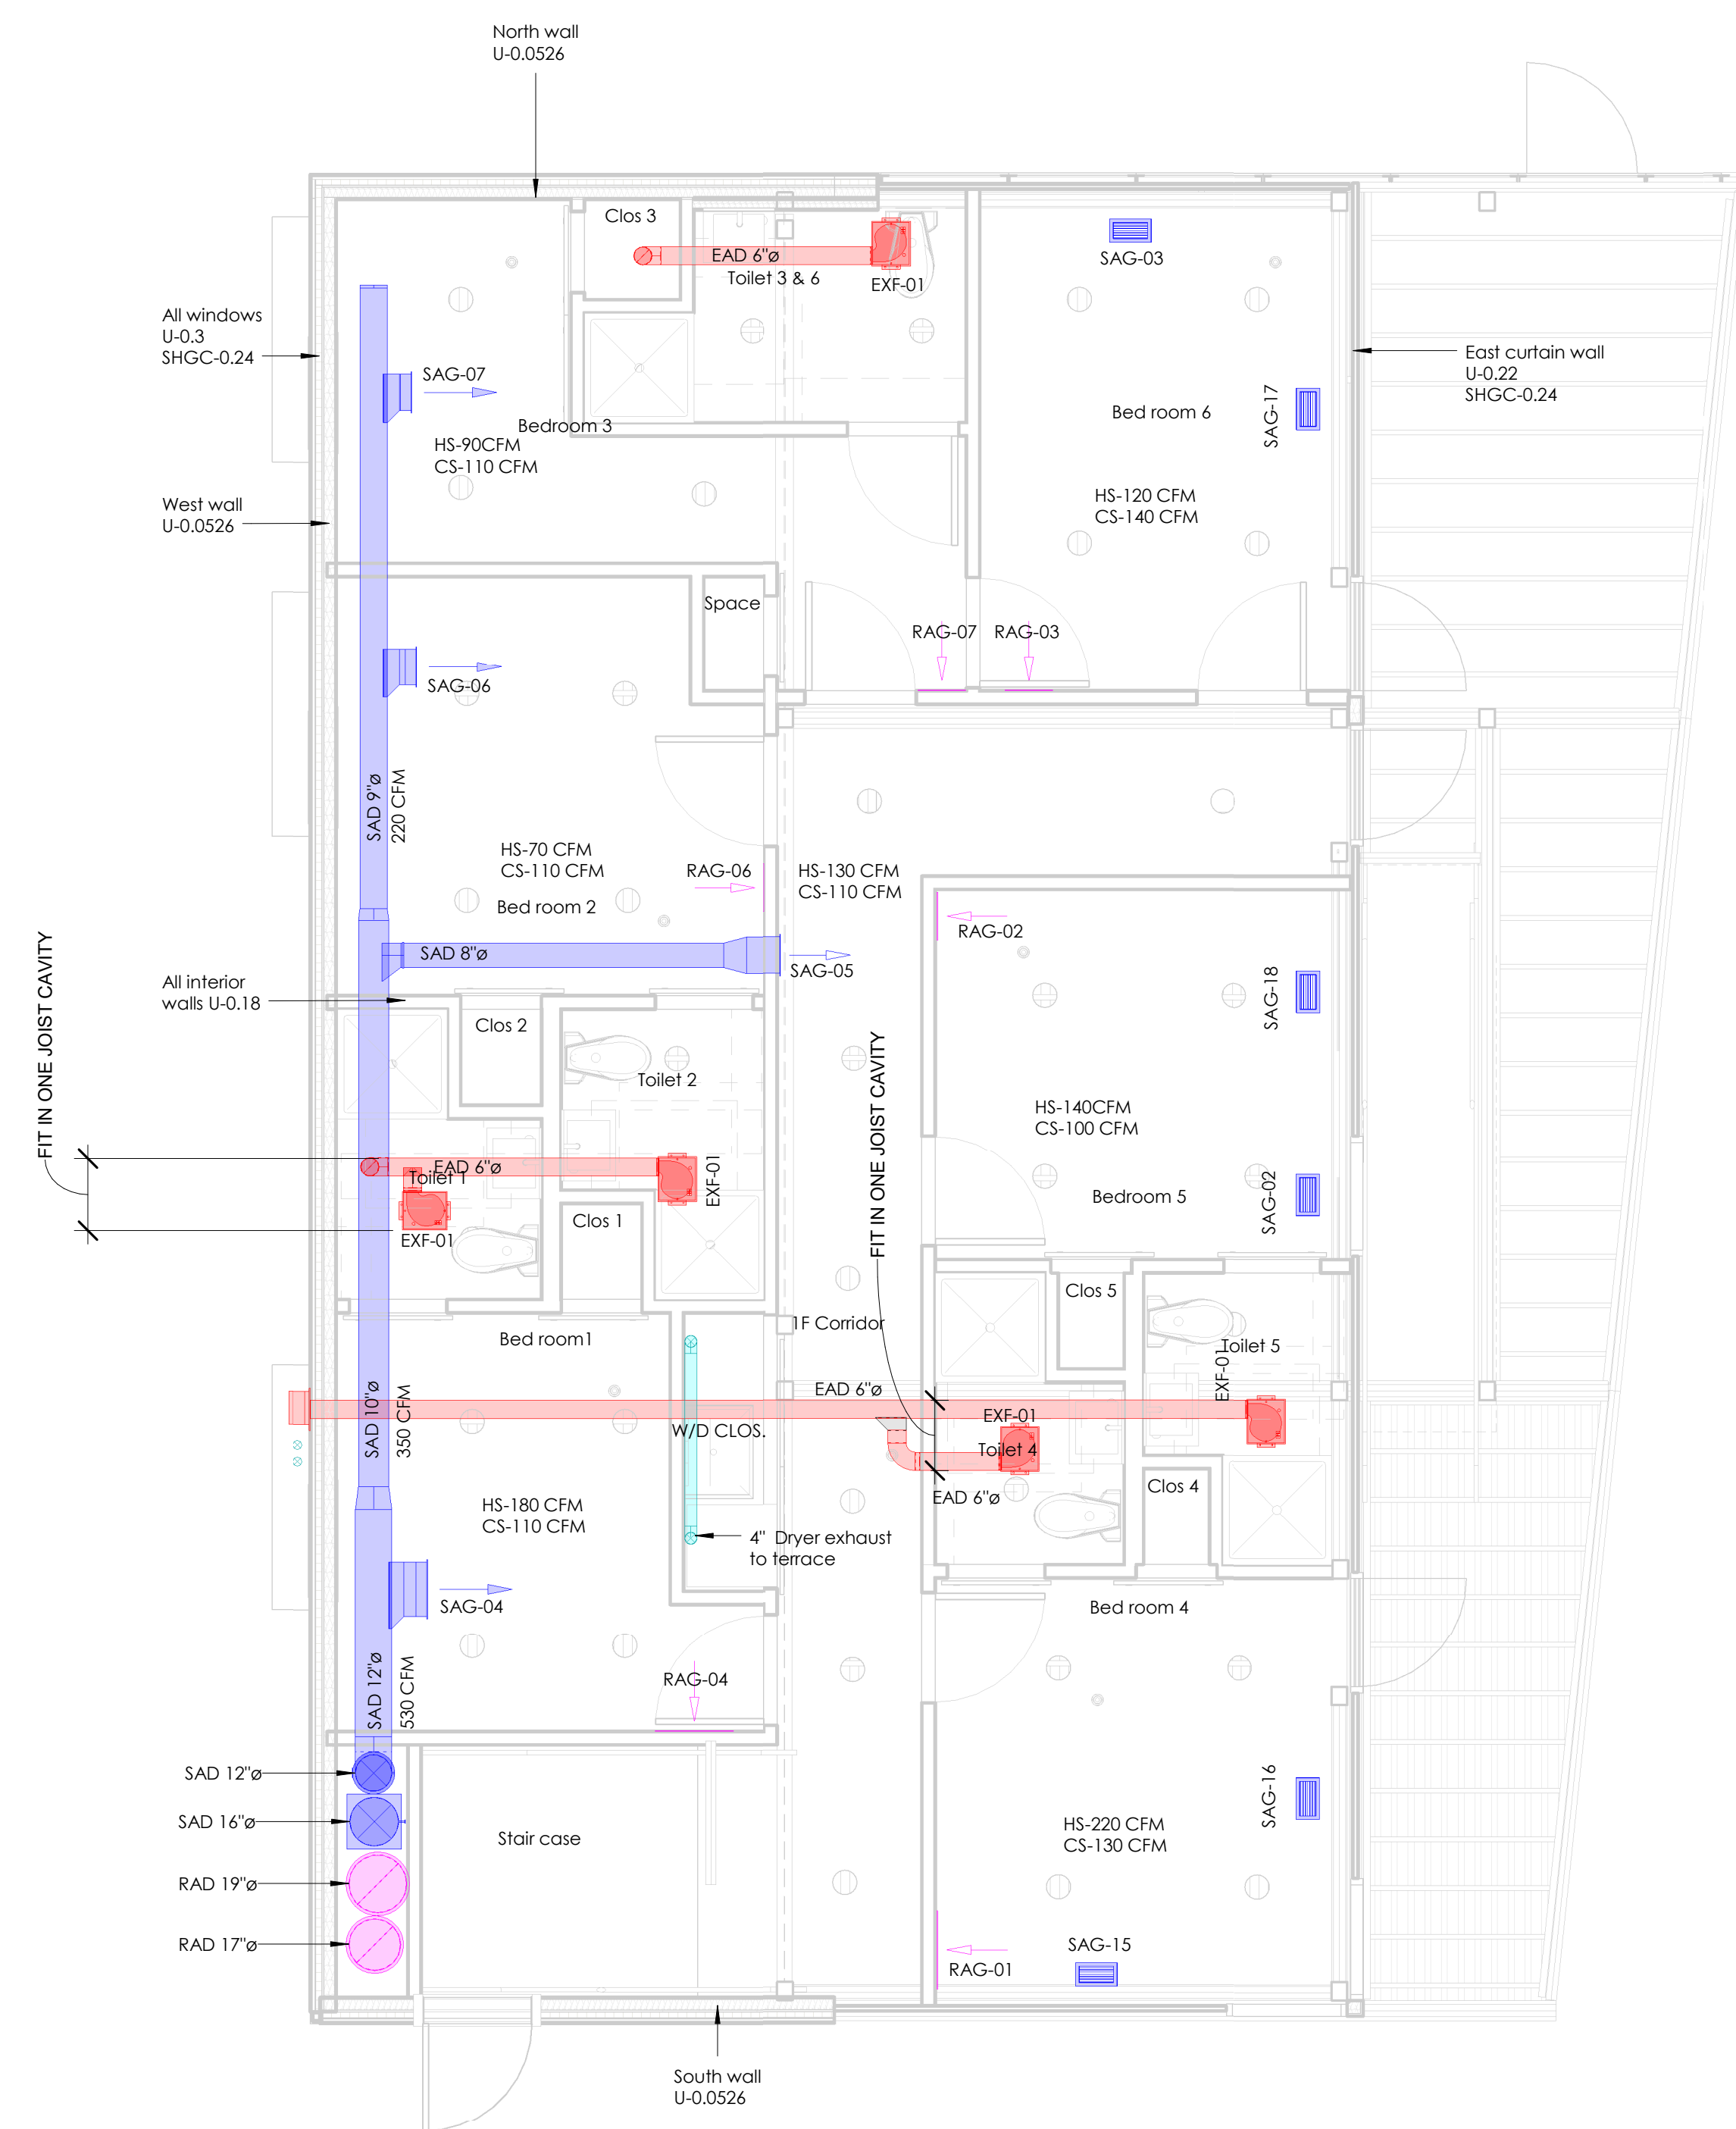 North wall
U-0.0526
Clos 3
EAD 6"ø
Toilet 3 & 6
EXF-01
SAG-03
All windows
U-0.3
SHGC-0.24
East curtain wall
U-0.22
SHGC-0.24
SAG-07
SAG-17
Bed room 6
Bedroom 3
HS-90CFM
CS-110 CFM
West wall
U-0.0526
HS-120 CFM
CS-140 CFM
Space
RAG-07
RAG-03
SAG-06
SAD 9"ø
220 CFM
HS-70 CFM
CS-110 CFM
Bed room 2
RAG-06
HS-130 CFM
CS-110 CFM
RAG-02
SAD 8"ø
SAG-05
FIT IN ONE JOIST CAVITY
All interior
walls U-0.18
SAG-18
Clos 2
Toilet 2
FIT IN ONE JOIST CAVITY
HS-140CFM
CS-100 CFM
EAD 6"ø
Toilet 1
EXF-01
EXF-01
Clos 1
Bedroom 5
SAG-02
Bed room1
1F Corridor
Clos 5
Toilet 5
EXF-01
SAD 10"ø
350 CFM
EAD 6"ø
W/D CLOS.
EXF-01
Toilet 4
EAD 6"ø
Clos 4
HS-180 CFM
CS-110 CFM
4" Dryer exhaust
to terrace
SAG-04
Bed room 4
SAD 12"ø
530 CFM
RAG-04
SAD 12"ø
SAD 16"ø
Stair case
HS-220 CFM
CS-130 CFM
SAG-16
RAD 19"ø
RAD 17"ø
SAG-15
RAG-01
South wall
U-0.0526